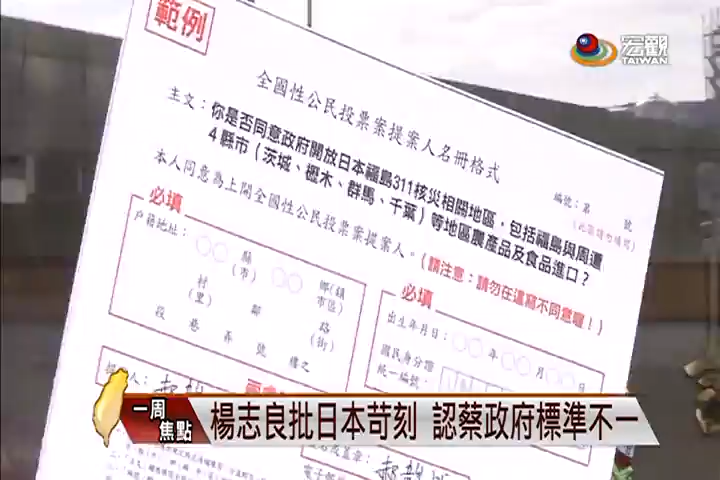 範例
宏觀
TAIWAN
全國性公民投票案提案人名冊格式
主文：你是否同意政府開放日本福島311核災相關地區，包括福島與周遭
4縣市（茨城、櫪木、群馬、千葉）等地區農產品及食品進口？
編號：第 號
本人同意為上開全國性公民投票案提案人。（請注意：請勿在這寫不同意喔！）
必填
戶籍地址：
縣
(市)
鄉(鎮
市區)
村
(里)
鄰
路
(街)
段 巷 弄 號 樓之
必填
出生年月日： 年 月 日
國民身分證
統一編號：
一周
焦點
楊志良批日本苛刻 認蔡政府標準不一